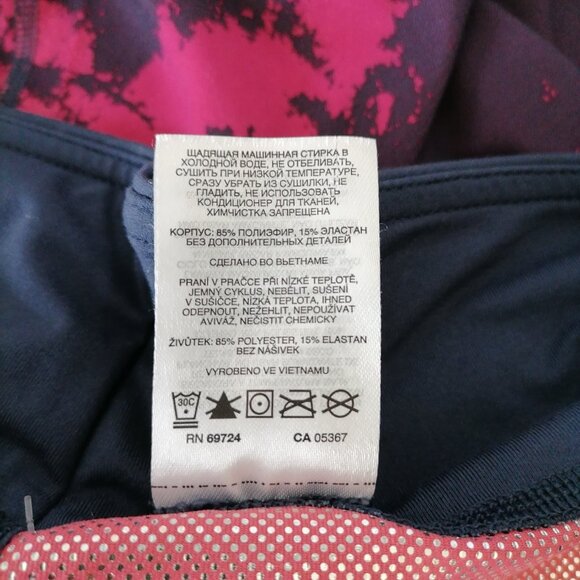 ЩАДЯЩАЯ МАШИННАЯ СТИРКА В
ХОЛОДНОЙ ВОДЕ, НЕ ОТБЕЛИВАТЬ,
СУШИТЬ ПРИ НИЗКОЙ ТЕМПЕРАТУРЕ,
СРАЗУ УБРАТЬ ИЗ СУШИЛКИ, НЕ
ГЛАДИТЬ, НЕ ИСПОЛЬЗОВАТЬ
КОНДИЦИОНЕР ДЛЯ ТКАНЕЙ,
ХИМЧИСТКА ЗАПРЕЩЕНА
КОРПУС: 85% ПОЛИЭФИР, 15% ЭЛАСТАН
БЕЗ ДОПОЛНИТЕЛЬНЫХ ДЕТАЛЕЙ
СДЕЛАНО ВО ВЬЕТНАМЕ
PRANÍ V PRAČCE PŘI NÍZKÉ TEPLOTĚ,
JEMNÝ CYKLUS, NEBĚLIT, SUŠENÍ
V SUŠIČCE, NÍZKÁ TEPLOTA, IHNED
ODEPNOUT, NEŽEHLIT, NEPOUŽÍVAT
AVIVÁŽ, NEČISTIT CHEMICKY
ŽIVŮTEK: 85% POLYESTER, 15% ELASTAN
BEZ NÁŠIVEK
VYROBENO VE VIETNAMU
30C
RN 69724 CA 05367